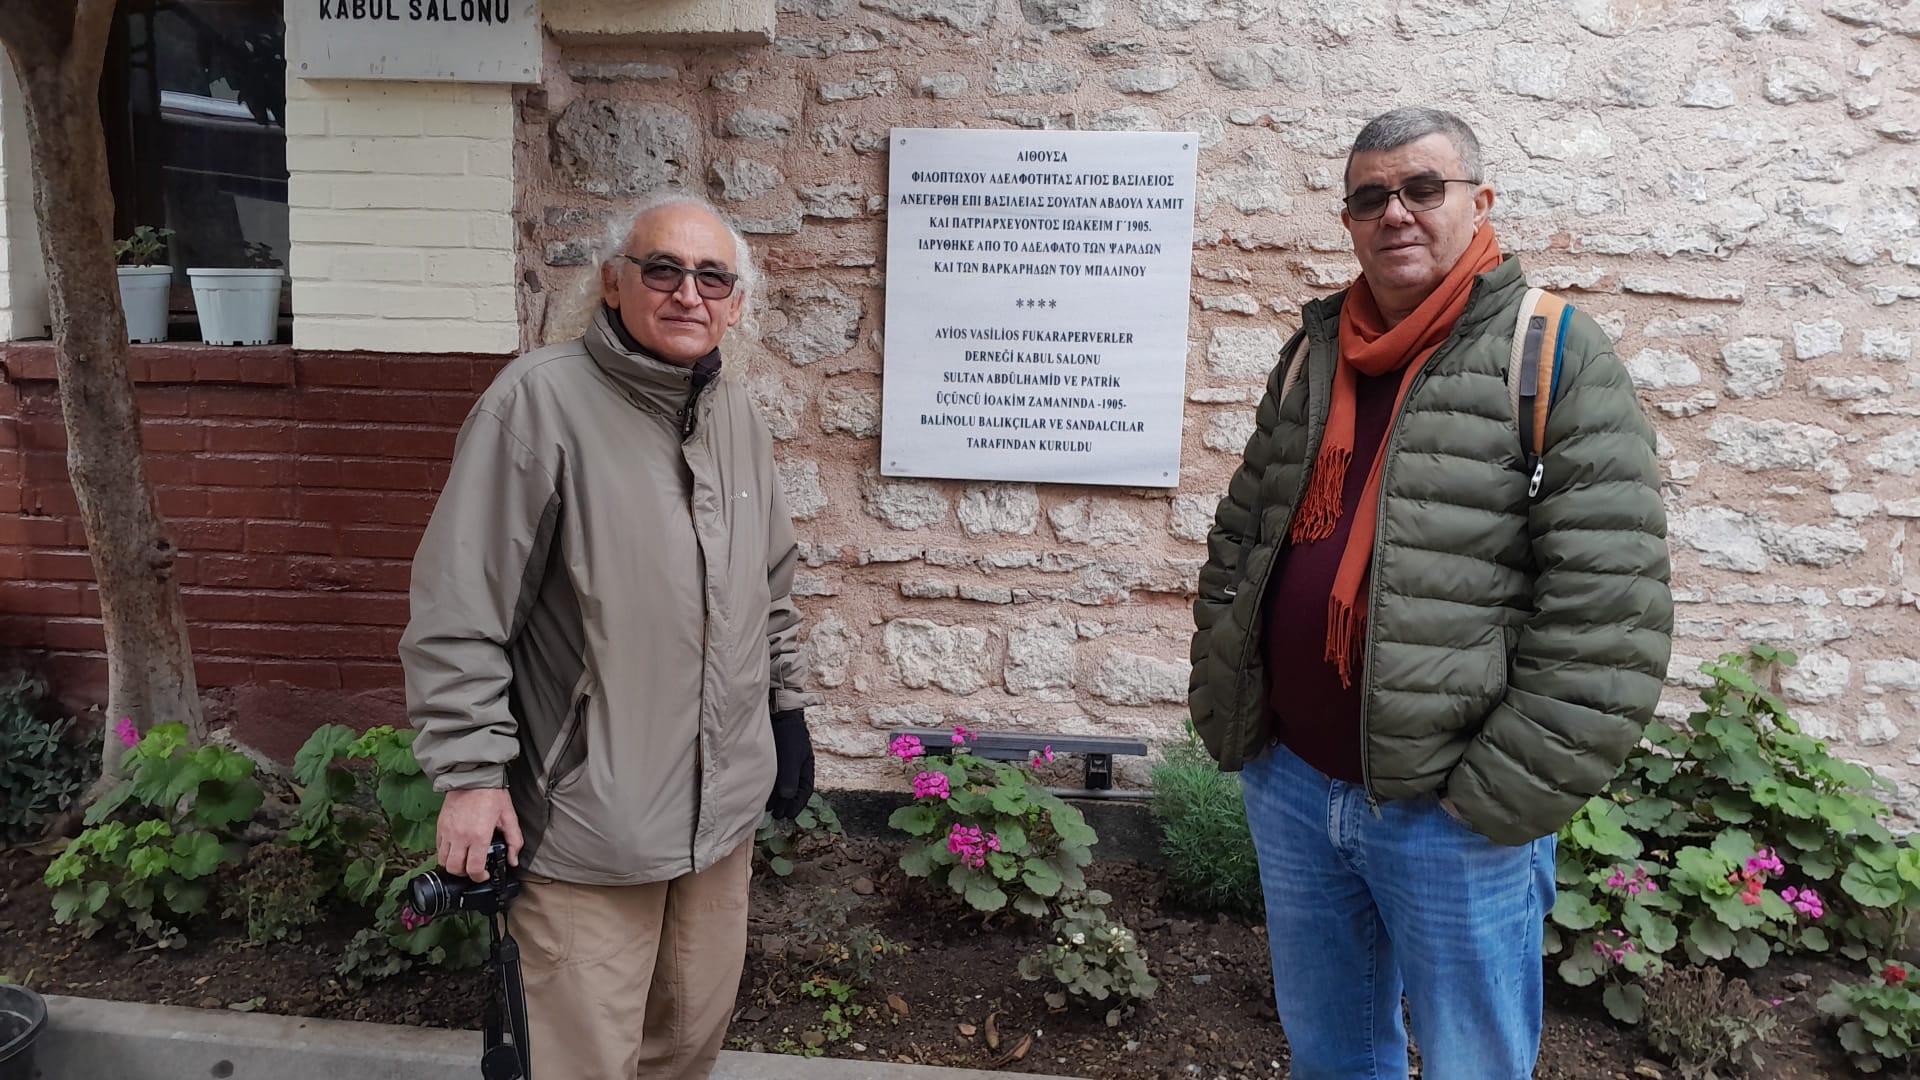 KABUL SALONU
ΑΙΘΟΥΣΑ
ΦΙΛΟΠΤΩΧΟΥ ΑΔΕΛΦΟΤΗΤΑΣ ΑΓΙΟΣ ΒΑΣΙΛΕΙΟΣ
ΑΝΕΓΕΡΘΗ ΕΠΙ ΒΑΣΙΛΕΙΑΣ ΣΟΥΛΤΑΝ ΑΒΔΟΥΛ ΧΑΜΙΤ
ΚΑΙ ΠΑΤΡΙΑΡΧΕΥΟΝΤΟΣ ΙΩΑΚΕΙΜ Γ΄1905.
ΙΔΡΥΘΗΚΕ ΑΠΟ ΤΟ ΑΔΕΛΦΑΤΟ ΤΩΝ ΨΑΡΑΔΩΝ
ΚΑΙ ΤΩΝ ΒΑΡΚΑΡΗΔΩΝ ΤΟΥ ΜΠΑΛΙΝΟΥ
****
AYİOS VASİLİOS FUKARAPERVERLER
DERNEĞİ KABUL SALONU
SULTAN ABDÜLHAMİD VE PATRİK
ÜÇÜNCÜ İOAKİM ZAMANINDA -1905-
BALİNOLU BALIKÇILAR VE SANDALCILAR
TARAFINDAN KURULDU